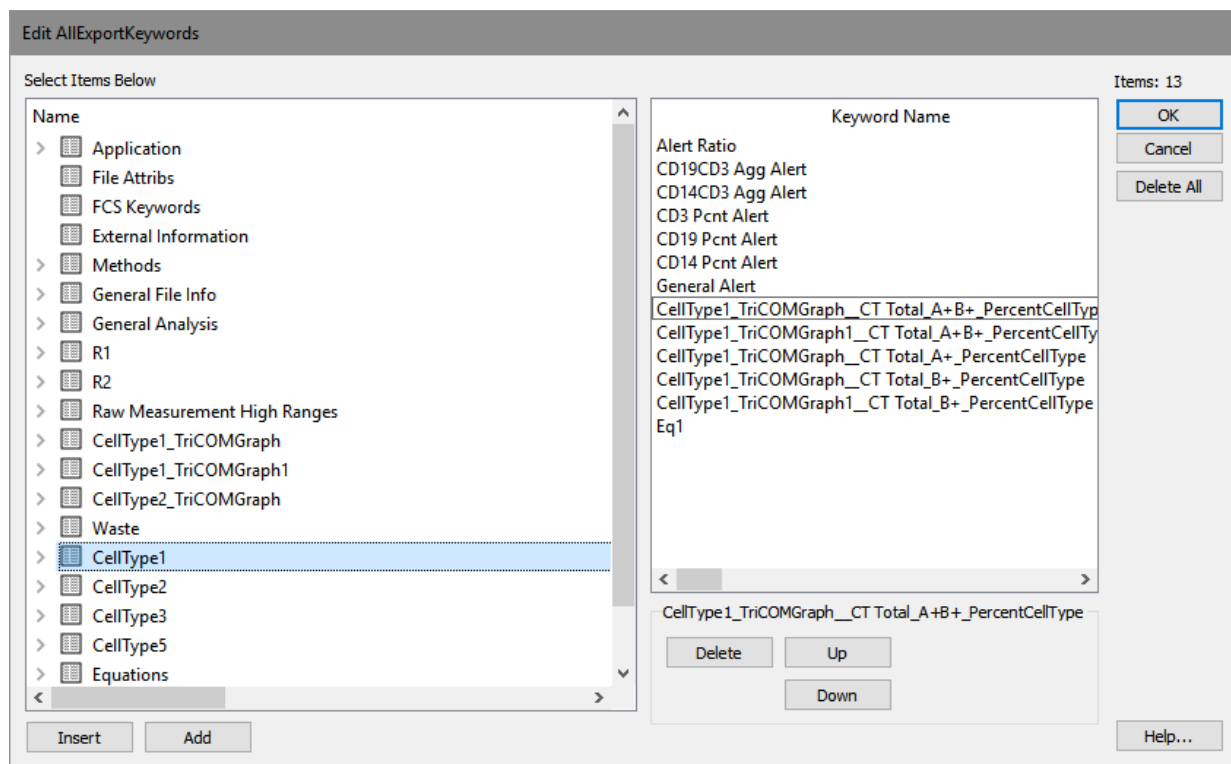 Edit AllExportKeywords
Select Items Below
Name
Application
File Attribs
FCS Keywords
External Information
Methods
General File Info
General Analysis
R1
R2
Raw Measurement High Ranges
CellType1_TriCOMGraph
CellType1_TriCOMGraph1
CellType2_TriCOMGraph
Waste
CellType1
CellType2
CellType3
CellType5
Equations
Insert
Add
Keyword Name
Alert Ratio
CD19CD3 Agg Alert
CD14CD3 Agg Alert
CD3 Pcnt Alert
CD19 Pcnt Alert
CD14 Pcnt Alert
General Alert
CellType1_TriCOMGraph__CT Total_A+B+_PercentCellTyp
CellType1_TriCOMGraph1__CT Total_A+B+_PercentCellTy
CellType1_TriCOMGraph__CT Total_A+_PercentCellType
CellType1_TriCOMGraph__CT Total_B+_PercentCellType
CellType1_TriCOMGraph1__CT Total_B+_PercentCellType
Eq1
CellType1_TriCOMGraph__CT Total_A+B+_PercentCellType
Delete
Up
Down
Items: 13
OK
Cancel
Delete All
Help...